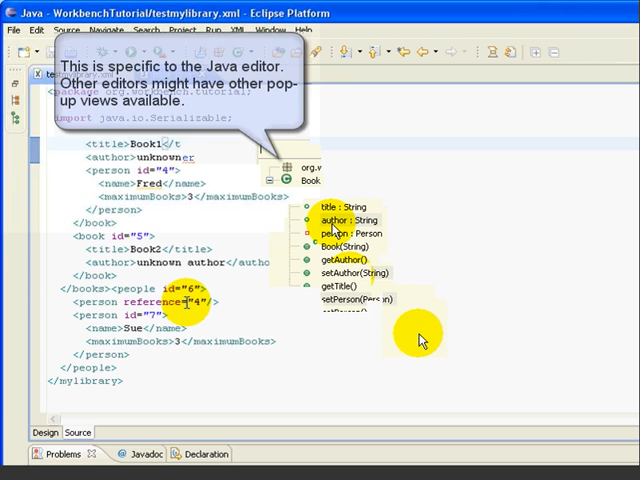 Java - WorkbenchTutorial/testmylibrary.xml - Eclipse Platform
File Edit Source Navigate Search Project Run XML Window Help
This is specific to the Java editor.
Other editors might have other pop-
up views available.
testmylibrary.xml
<package org.workbench.tutorial;
import java.io.Serializable;
<title>Book1</t
<author>unknowner
<person id="4">
<name>Fred</name>
<maximumBooks>3</maximumBooks>
</person>
</book>
<book id="5">
<title>Book2</title>
<author>unknown author</autho
</book>
</books><people id="6">
<person reference="4"/>
<person id="7">
<name>Sue</name>
<maximumBooks>3</maximumBooks>
</person>
</people>
</mylibrary>
org.w
Book
title : String
author : String
person : Person
Book(String)
getAuthor()
setAuthor(String)
getTitle()
setPerson(Person)
Design Source
Problems Javadoc Declaration